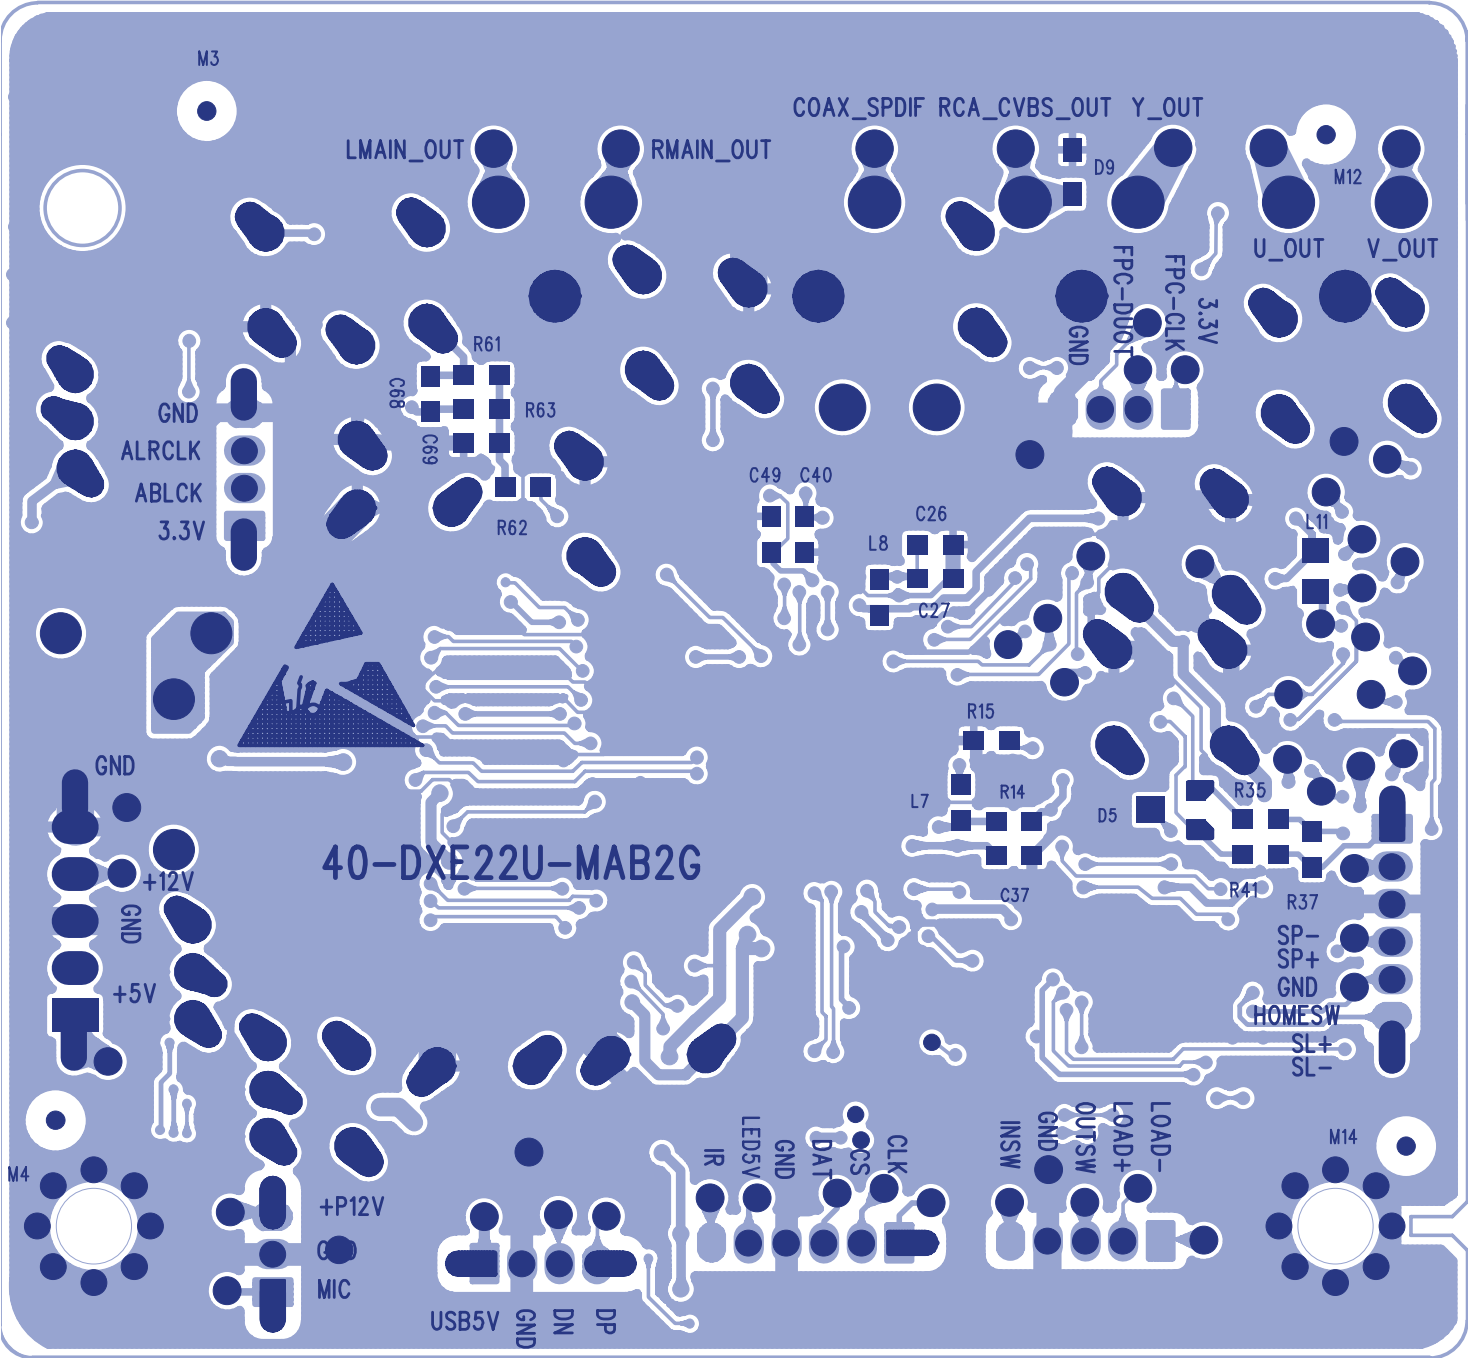 M3
COAX_SPDIF RCA_CVBS_OUT Y_OUT
LMAIN_OUT RMAIN_OUT
D9
M12
U_OUT V_OUT
FPC-DUOT
FPC-CLK
3.3V
GND
R61
C68
R63
C69
R62
GND
ALRCLK
ABLCK
3.3V
C49 C40
C26
L8
C27
L11
R15
L7
R14
D5
R35
C37
R41
R37
GND
40-DXE22U-MAB2G
+12V
GND
+5V
SP-
SP+
GND
HOMESW
SL+
SL-
M4
M14
IR
LED5V
GND
DAT
CS
CLK
INSW
GND
OUTSW
LOAD+
LOAD-
+P12V
GND
MIC
USB5V
GND
DN
DP